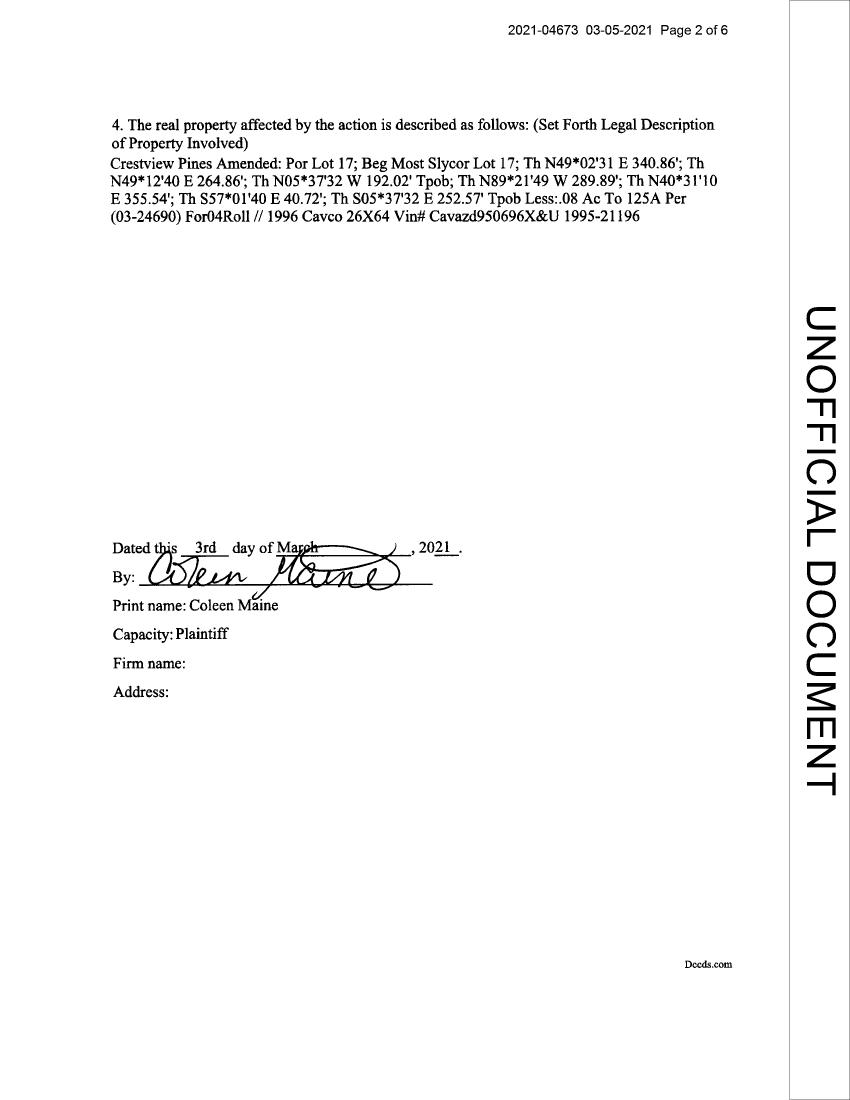 2021-04673 03-05-2021 Page 2 of 6
4. The real property affected by the action is described as follows: (Set Forth Legal Description
of Property Involved)
Crestview Pines Amended: Por Lot 17; Beg Most Slycor Lot 17; Th N49*02'31 E 340.86'; Th
N49*12'40 E 264.86'; Th N05*37'32 W 192.02' Tpob; Th N89*21'49 W 289.89'; Th N40*31'10
E 355.54'; Th S57*01'40 E 40.72'; Th S05*37'32 E 252.57' Tpob Less:.08 Ac To 125A Per
(03-24690) For04Roll // 1996 Cavco 26X64 Vin# Cavazd950696X&U 1995-21196
Dated this 3rd day of March, 2021.
By: Coleen Maine
Print name: Coleen Maine
Capacity: Plaintiff
Firm name:
Address:
Deeds.com
UNOFFICIAL DOCUMENT